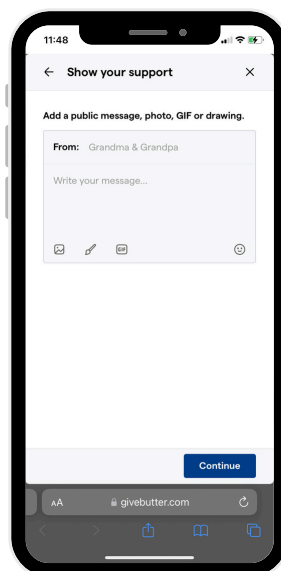 11:48
Show your support
Add a public message, photo, GIF or drawing.
From: Grandma & Grandpa
Write your message...
GIF
Continue
AA givebutter.com